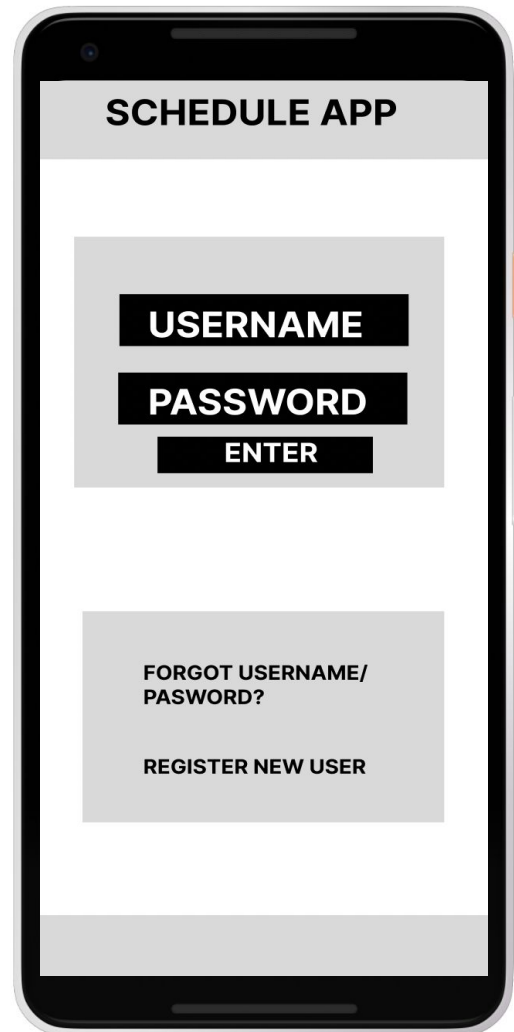 SCHEDULE APP
USERNAME
PASSWORD
ENTER
FORGOT USERNAME/
PASWORD?
REGISTER NEW USER